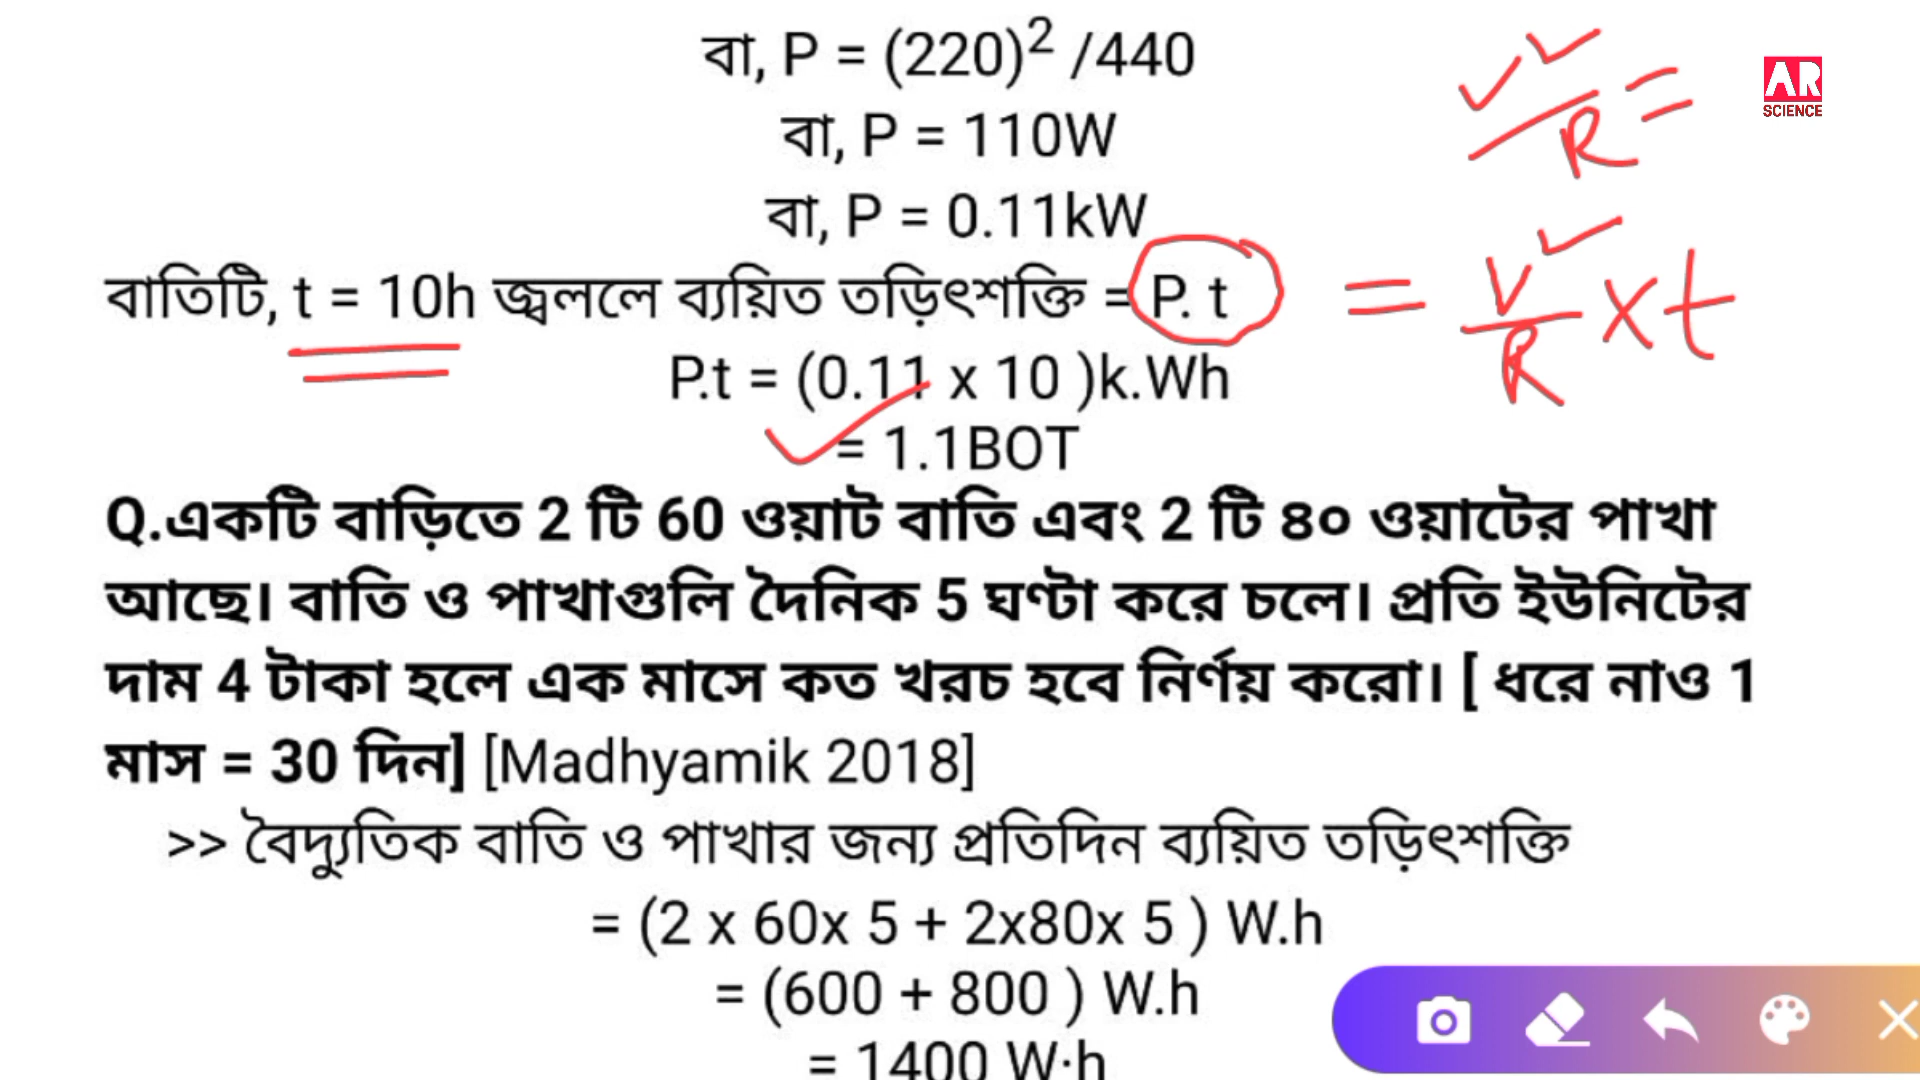 বা, P = (220)² /440
বা, P = 110W
বা, P = 0.11kW
বাতিটি, t = 10h জ্বললে ব্যয়িত তড়িৎশক্তি = P. t
P.t = (0.11 x 10 )k.Wh
= 1.1BOT
Q.একটি বাড়িতে 2 টি 60 ওয়াট বাতি এবং 2 টি ৪০ ওয়াটের পাখা
আছে। বাতি ও পাখাগুলি দৈনিক 5 ঘণ্টা করে চলে। প্রতি ইউনিটের
দাম 4 টাকা হলে এক মাসে কত খরচ হবে নির্ণয় করো। [ ধরে নাও 1
মাস = 30 দিন] [Madhyamik 2018]
>> বৈদ্যুতিক বাতি ও পাখার জন্য প্রতিদিন ব্যয়িত তড়িৎশক্তি
= (2 x 60x 5 + 2x80x 5 ) W.h
= (600 + 800 ) W.h
= 1400 W·h
V²/R =
= V²/R x t
AR
SCIENCE